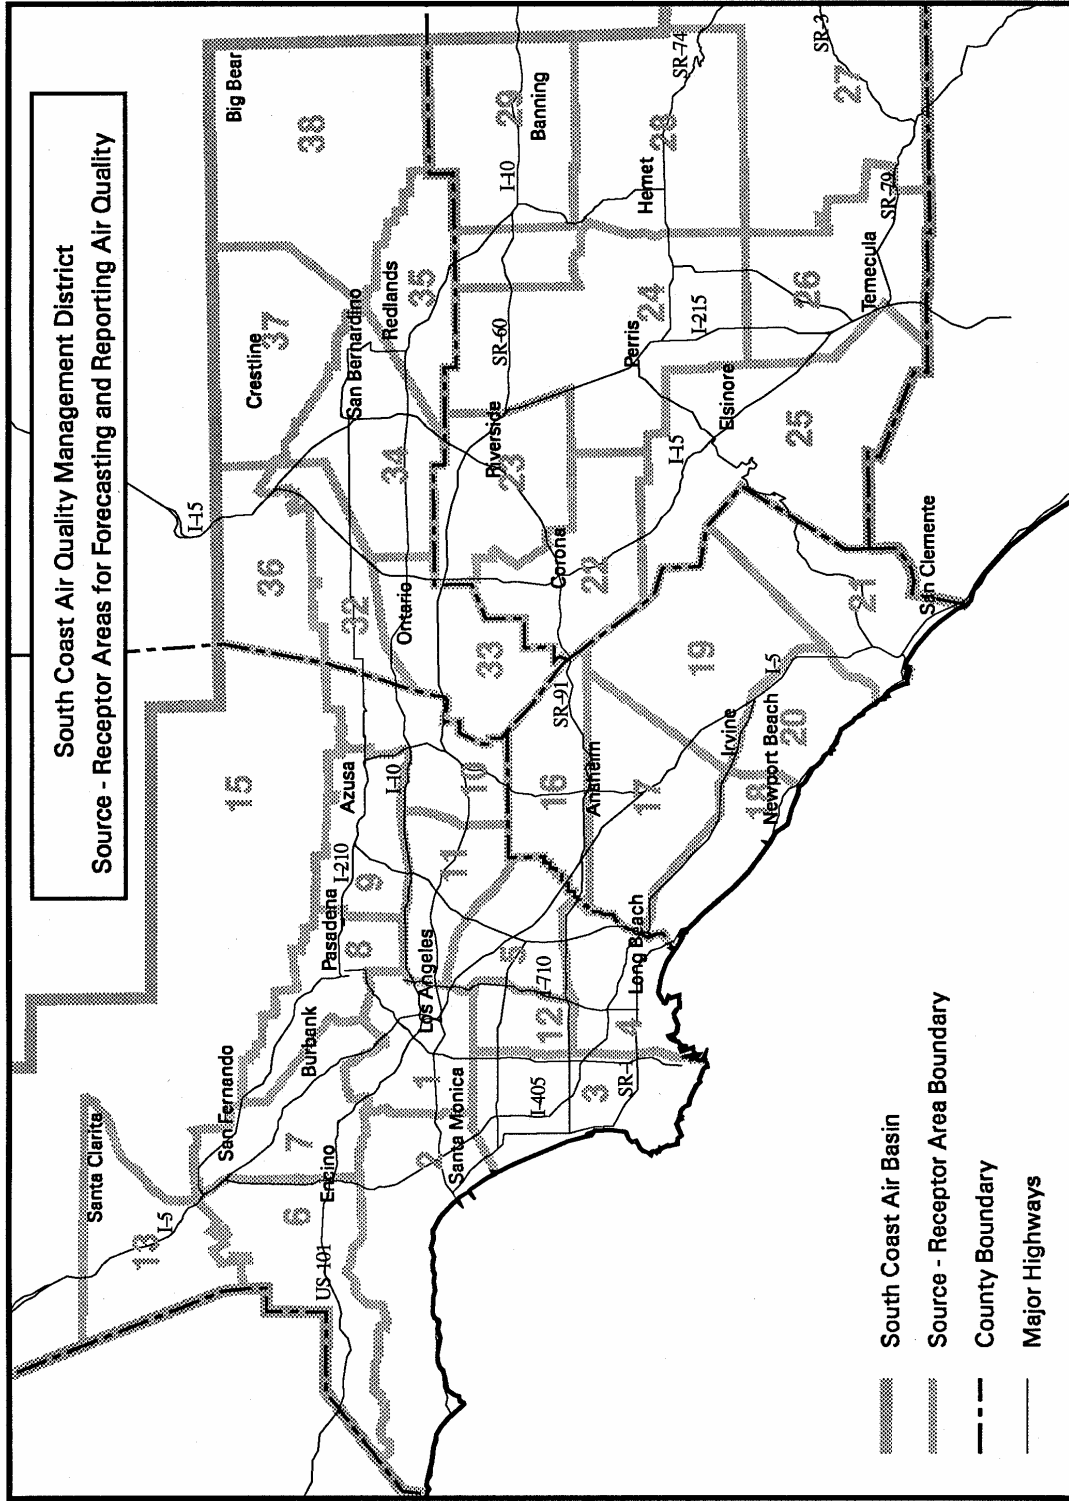 South Coast Air Quality Management District
Source - Receptor Areas for Forecasting and Reporting Air Quality
Santa Clarita
13
I-5
San Fernando
7
6
Encino
US-101
Burbank
Pasadena
I-210
8
9
Azusa
15
I-10
Los Angeles
1
2
Santa Monica
11
10
5
I-710
12
I-405
3
SR-
4
Long Beach
16
Anaheim
17
SR-91
18
Newport Beach
20
Irvine
I-5
19
21
San Clemente
I-15
36
32
Ontario
33
34
San Bernardino
Crestline
37
Big Bear
38
Redlands
35
SR-60
I-10
29
Banning
Riverside
23
Corona
22
I-15
Perris
24
I-215
Hemet
28
SR-74
SR-3
27
SR-79
Temecula
26
Elsinore
25
South Coast Air Basin
Source - Receptor Area Boundary
County Boundary
Major Highways